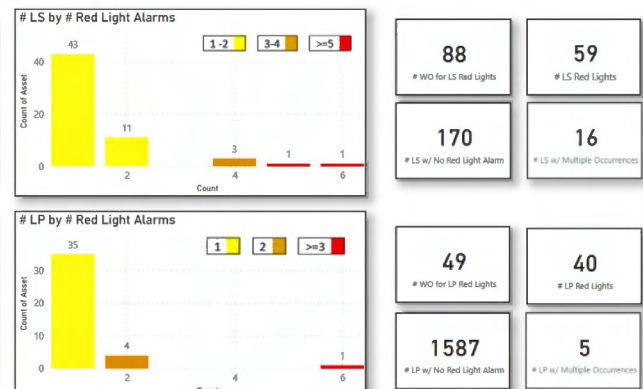 # LS by # Red Light Alarms
1 -2
3-4
>=5
43
11
3
1
1
40
20
0
Count of Asset
2
4
6
Count
88
# WO for LS Red Lights
59
# LS Red Lights
170
# LS w/ No Red Light Alarm
16
# LS w/ Multiple Occurrences
# LP by # Red Light Alarms
1
2
>=3
35
4
1
30
20
10
0
Count of Asset
2
4
6
49
# WO for LP Red Lights
40
# LP Red Lights
1587
# LP w/ No Red Light Alarm
5
# LP w/ Multiple Occurrences